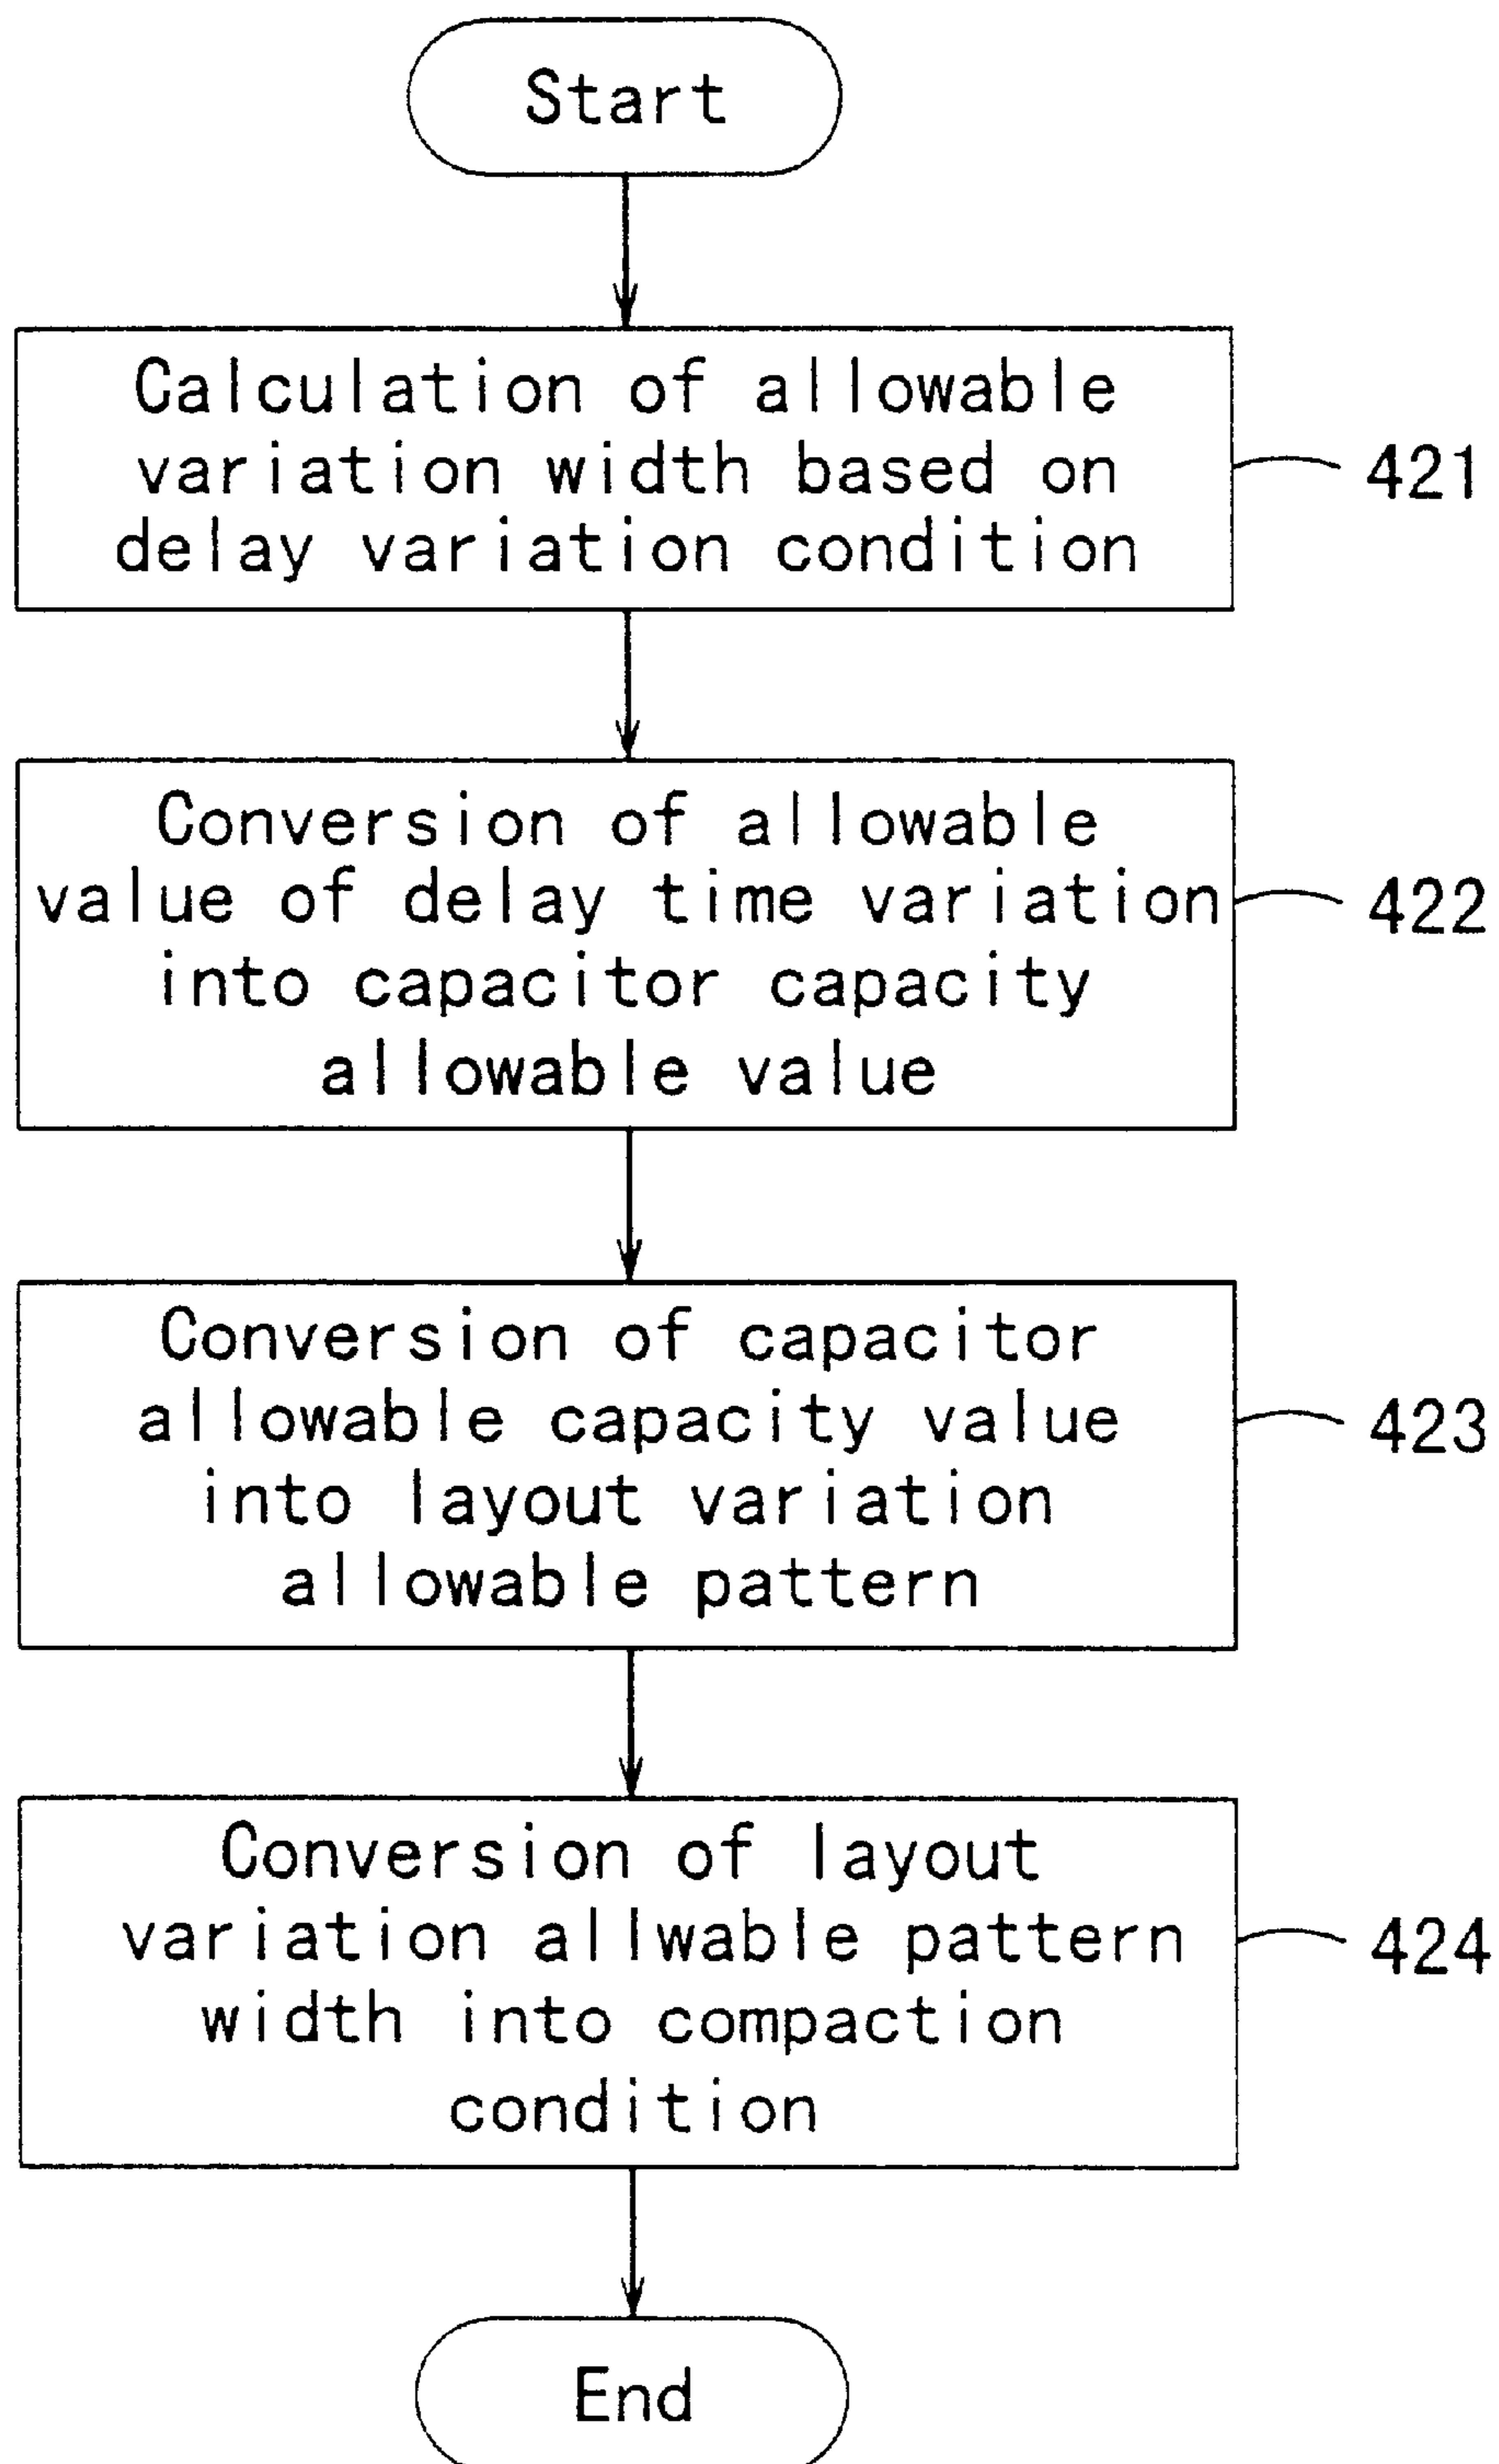 Start
Calculation of allowable
variation width based on
delay variation condition
421
Conversion of allowable
value of delay time variation
into capacitor capacity
allowable value
422
Conversion of capacitor
allowable capacity value
into layout variation
allowable pattern
423
Conversion of layout
variation allwable pattern
width into compaction
condition
424
End